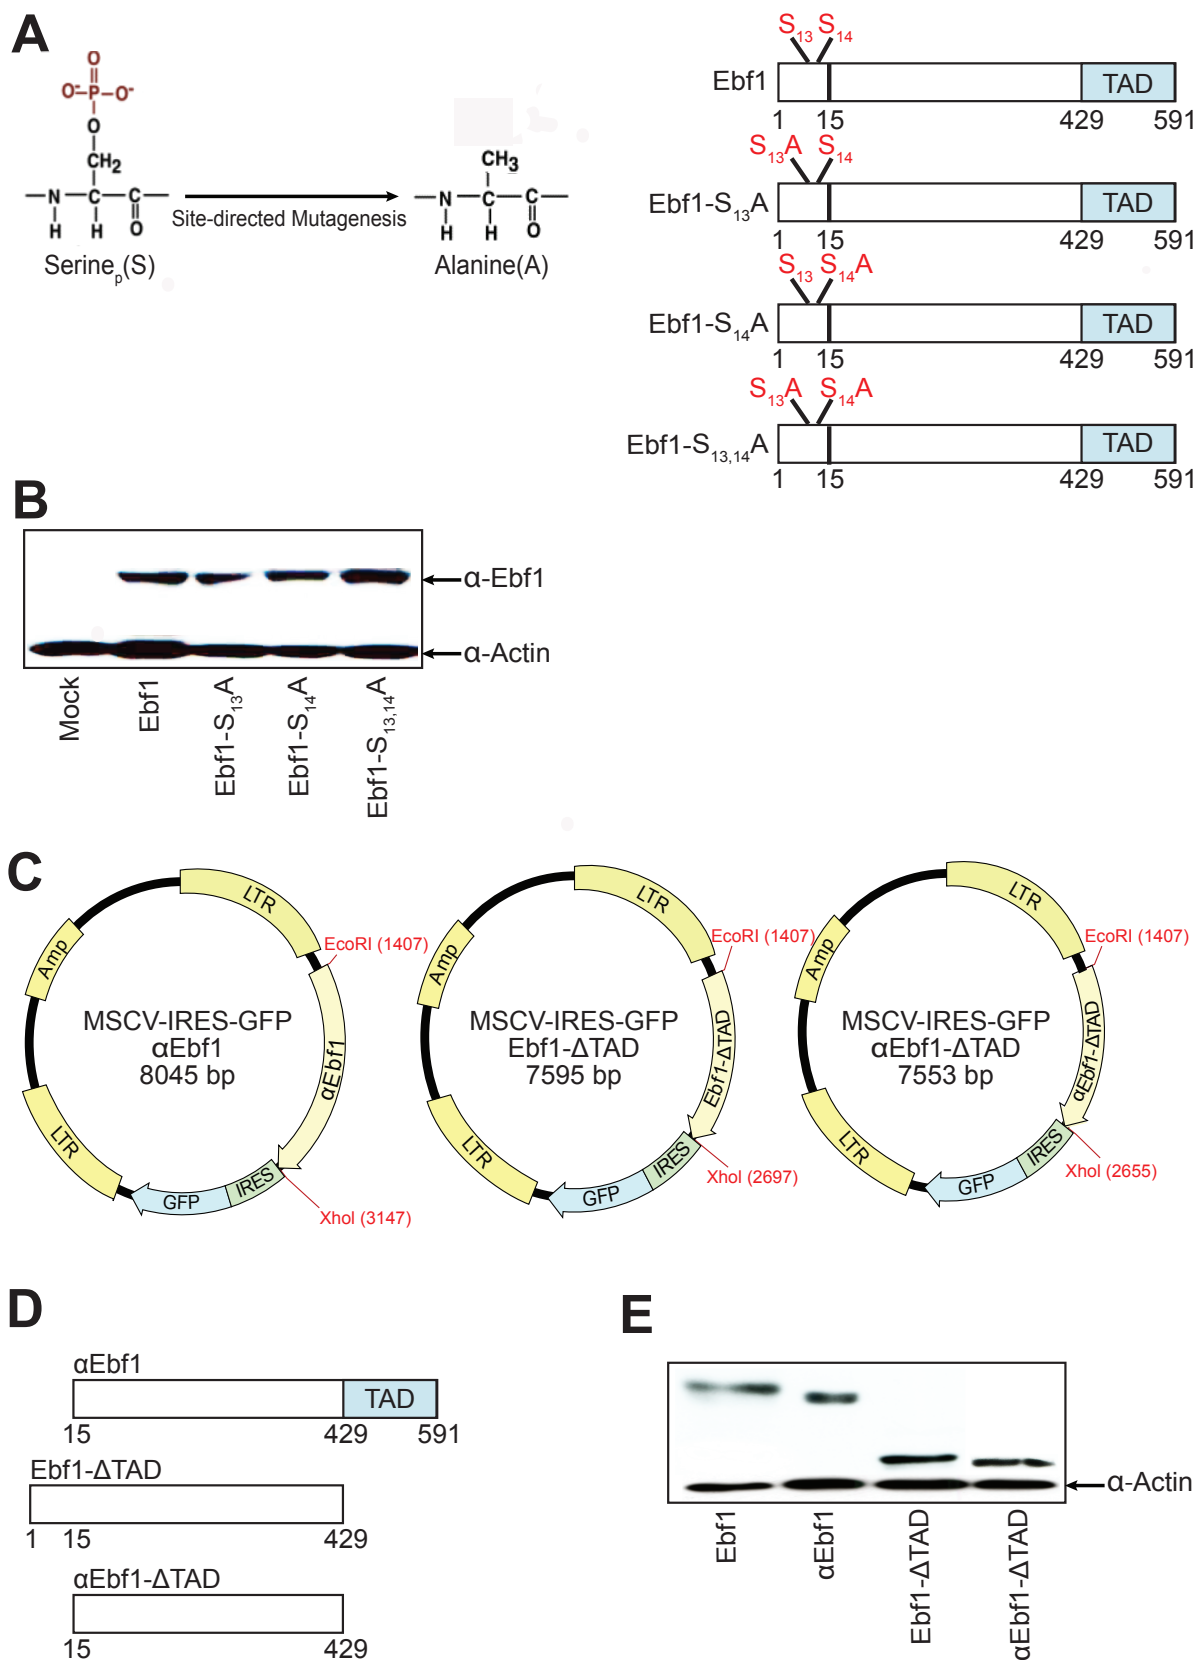 A
O
O⁻ P O⁻
O
CH₂
N C C
H H O
Serineₚ(S)
Site-directed Mutagenesis
CH₃
N C C
H H O
Alanine(A)
S₁₃ S₁₄
Ebf1
TAD
1 15 429 591
S₁₃A S₁₄
Ebf1-S₁₃A
TAD
1 15 429 591
S₁₃ S₁₄A
Ebf1-S₁₄A
TAD
1 15 429 591
S₁₃A S₁₄A
Ebf1-S₁₃,₁₄A
TAD
1 15 429 591
B
α-Ebf1
α-Actin
Mock
Ebf1
Ebf1-S₁₃A
Ebf1-S₁₄A
Ebf1-S₁₃,₁₄A
C
LTR
EcoRI (1407)
Amp
MSCV-IRES-GFP
αEbf1
8045 bp
αEbf1
LTR
GFP
IRES
XhoI (3147)
LTR
EcoRI (1407)
Amp
MSCV-IRES-GFP
Ebf1-ΔTAD
7595 bp
Ebf1-ΔTAD
LTR
GFP
IRES
XhoI (2697)
LTR
EcoRI (1407)
Amp
MSCV-IRES-GFP
αEbf1-ΔTAD
7553 bp
αEbf1-ΔTAD
LTR
GFP
IRES
XhoI (2655)
D
αEbf1
TAD
15 429 591
Ebf1-ΔTAD
1 15 429
αEbf1-ΔTAD
15 429
E
α-Actin
Ebf1
αEbf1
Ebf1-ΔTAD
αEbf1-ΔTAD